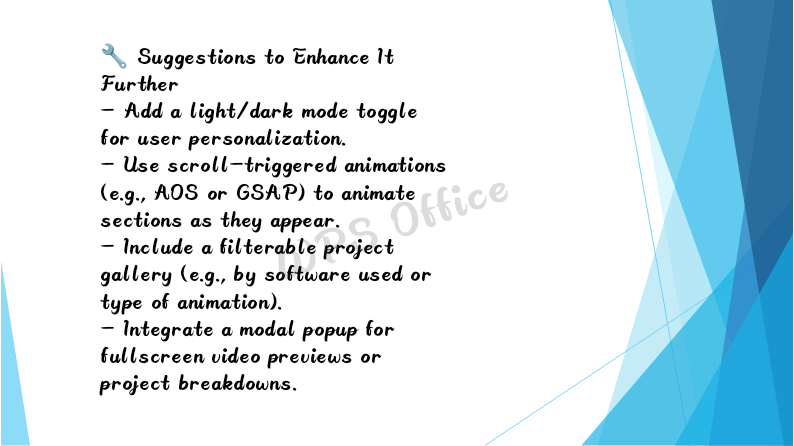 🔧 Suggestions to Enhance It
Further
- Add a light/dark mode toggle
for user personalization.
- Use scroll-triggered animations
(e.g., AOS or GSAP) to animate
sections as they appear.
- Include a filterable project
gallery (e.g., by software used or
type of animation).
- Integrate a modal popup for
fullscreen video previews or
project breakdowns.
WPS Office